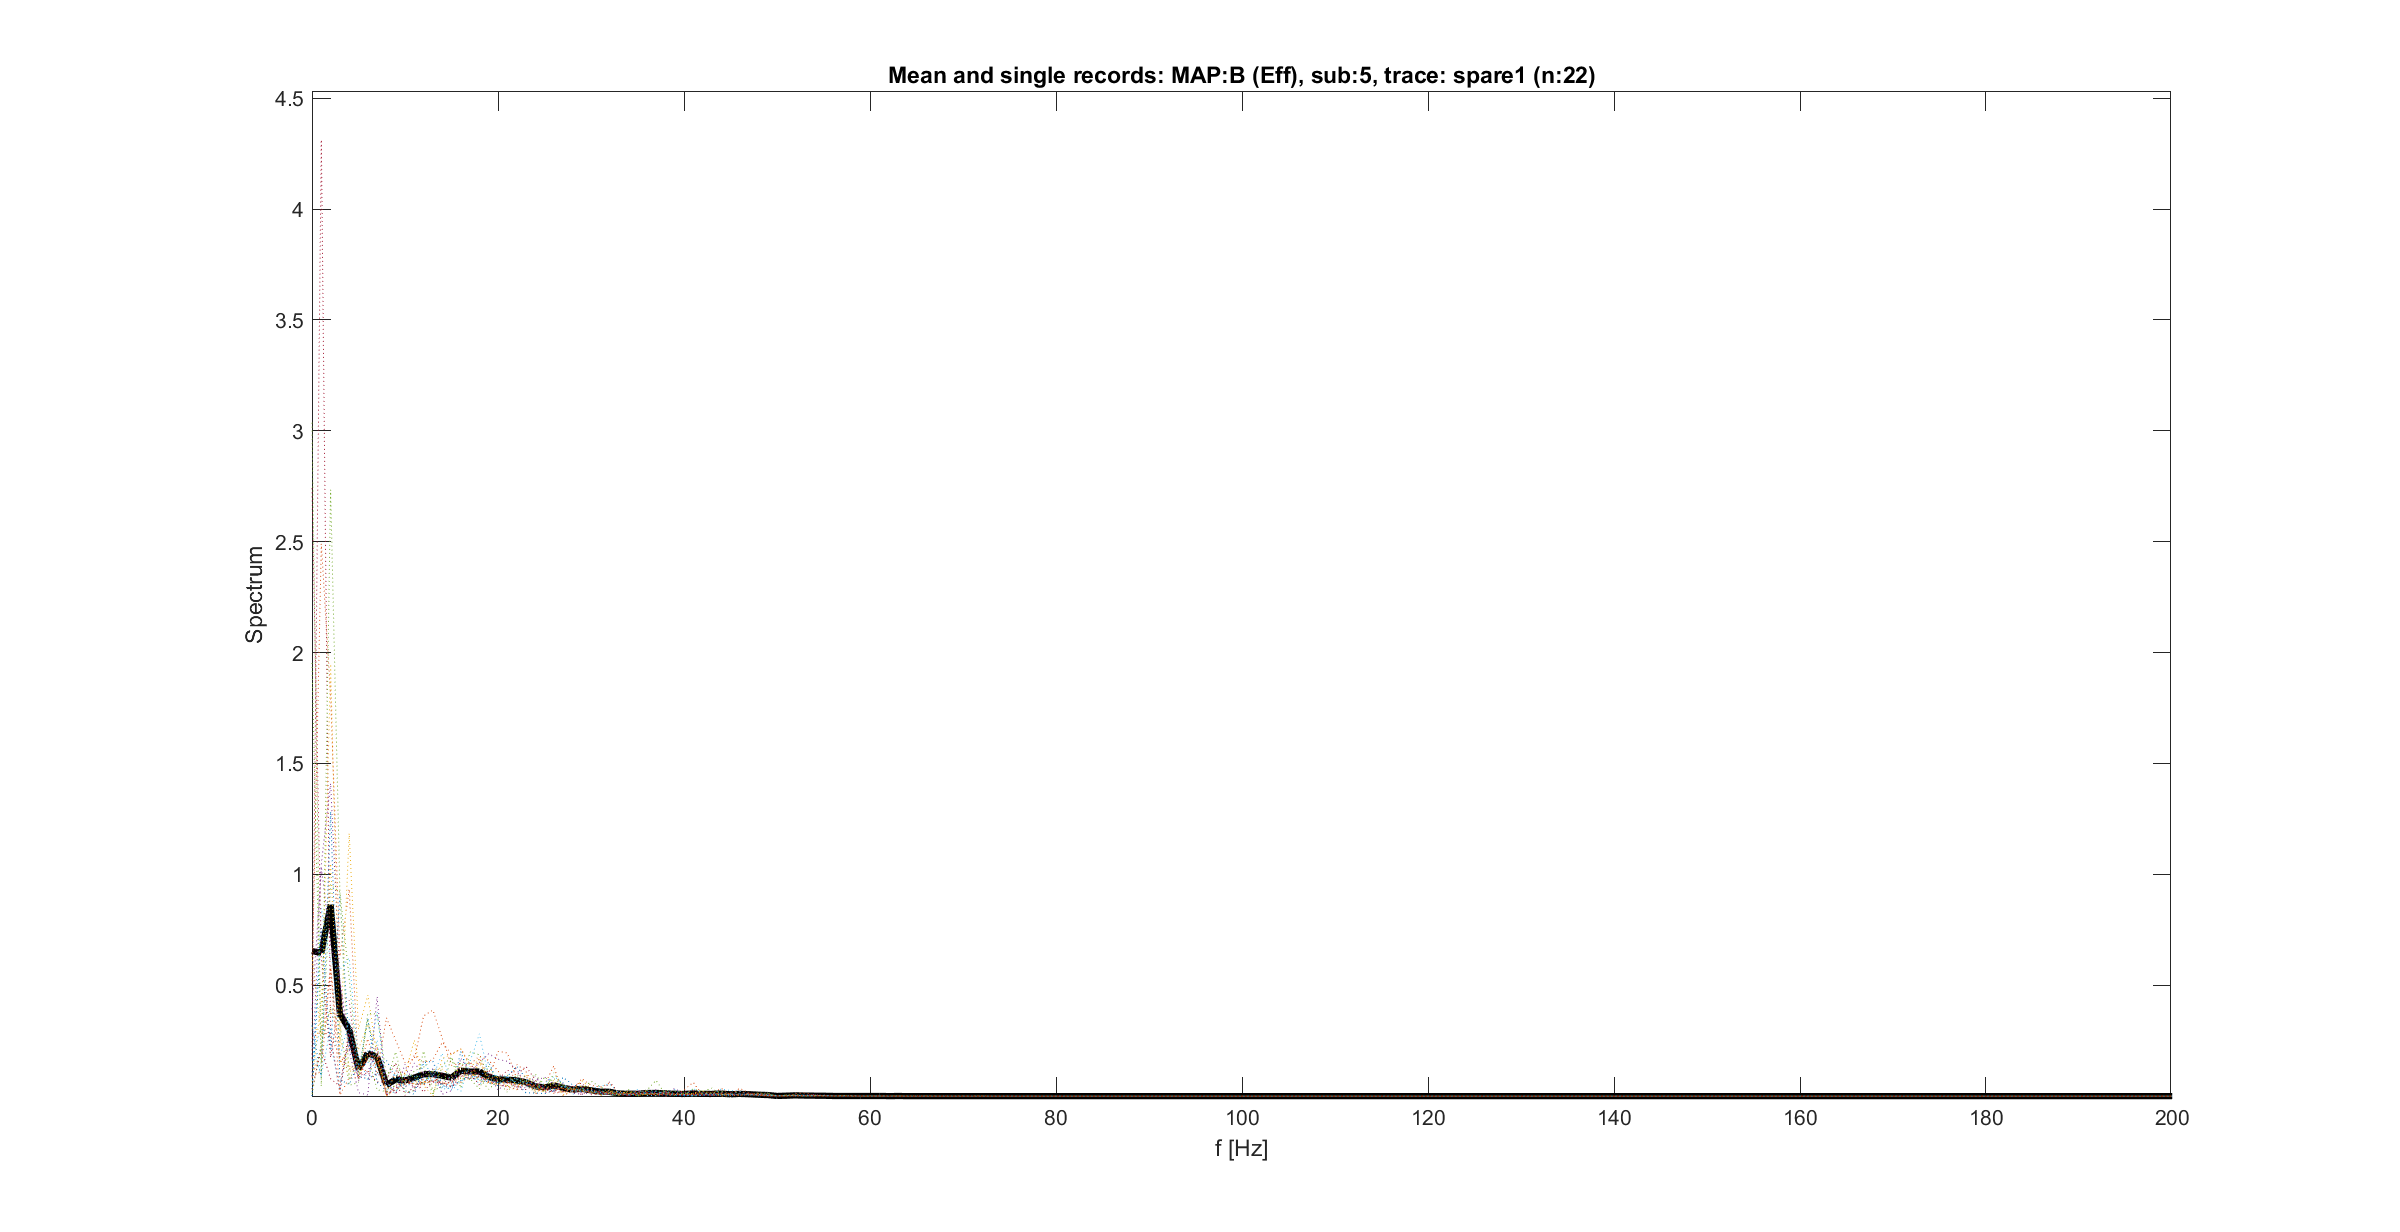 Mean and single records: MAP:B (Eff), sub:5, trace: spare1 (n:22)
4.5
4
3.5
3
2.5
2
1.5
1
0.5
Spectrum
0 20 40 60 80 100 120 140 160 180 200
f [Hz]